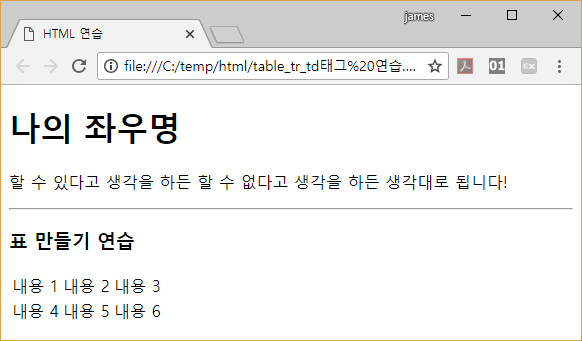 james
HTML 연습
file:///C:/temp/html/table_tr_td태그%20연습....
01
나의 좌우명
할 수 있다고 생각을 하든 할 수 없다고 생각을 하든 생각대로 됩니다!
표 만들기 연습
내용 1 내용 2 내용 3
내용 4 내용 5 내용 6